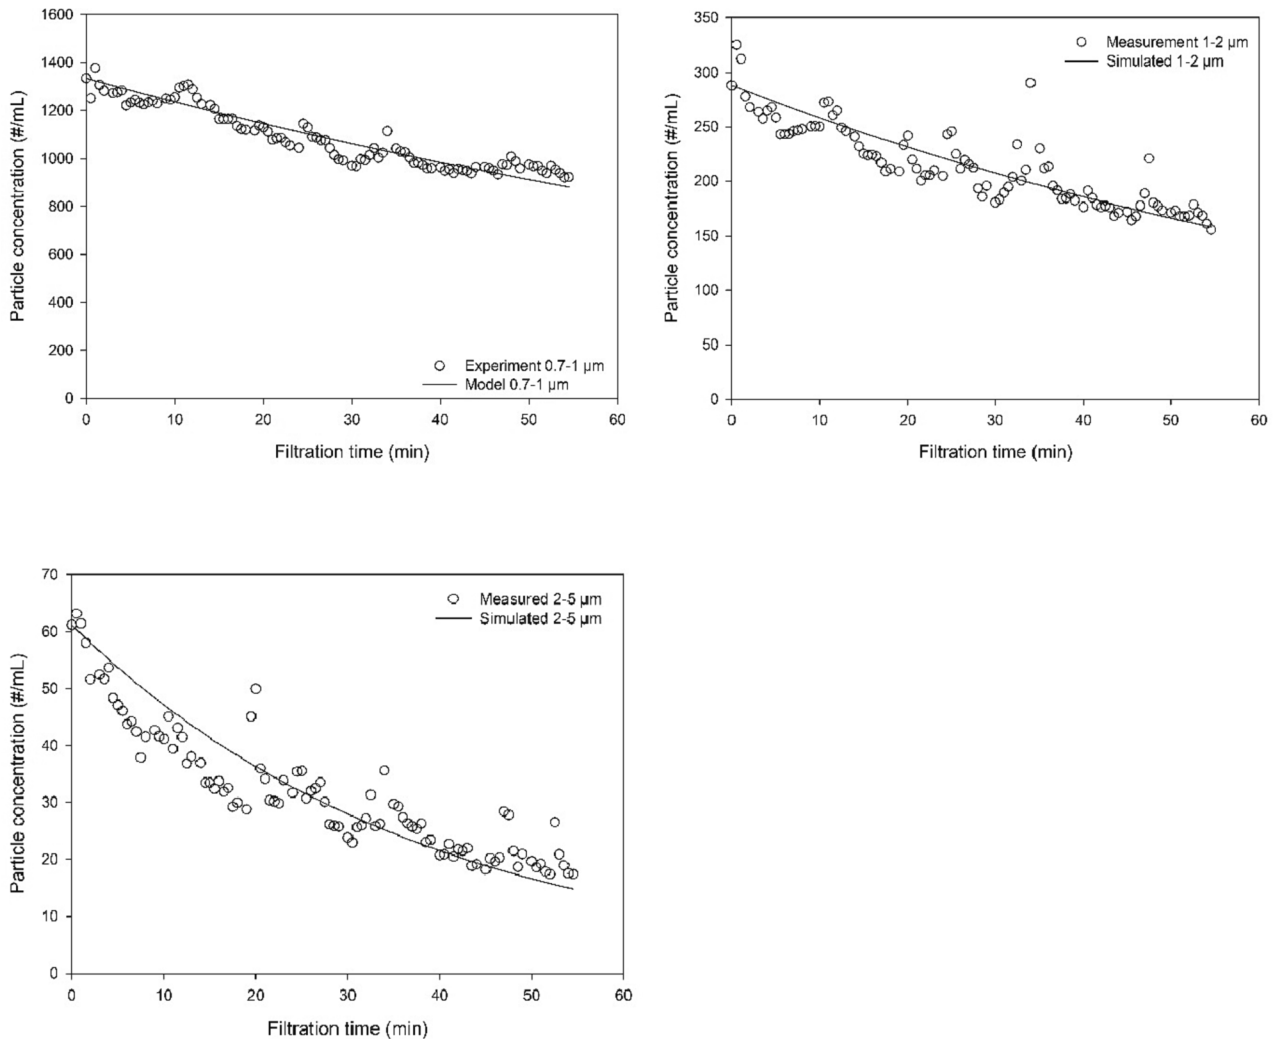 1600
1400
1200
1000
800
600
400
200
0
Particle concentration (#/mL)
Experiment 0.7-1 µm
Model 0.7-1 µm
0 10 20 30 40 50 60
Filtration time (min)
350
300
250
200
150
100
50
0
Particle concentration (#/mL)
Measurement 1-2 µm
Simulated 1-2 µm
0 10 20 30 40 50 60
Filtration time (min)
70
60
50
40
30
20
10
0
Particle concentration (#/mL)
Measured 2-5 µm
Simulated 2-5 µm
0 10 20 30 40 50 60
Filtration time (min)